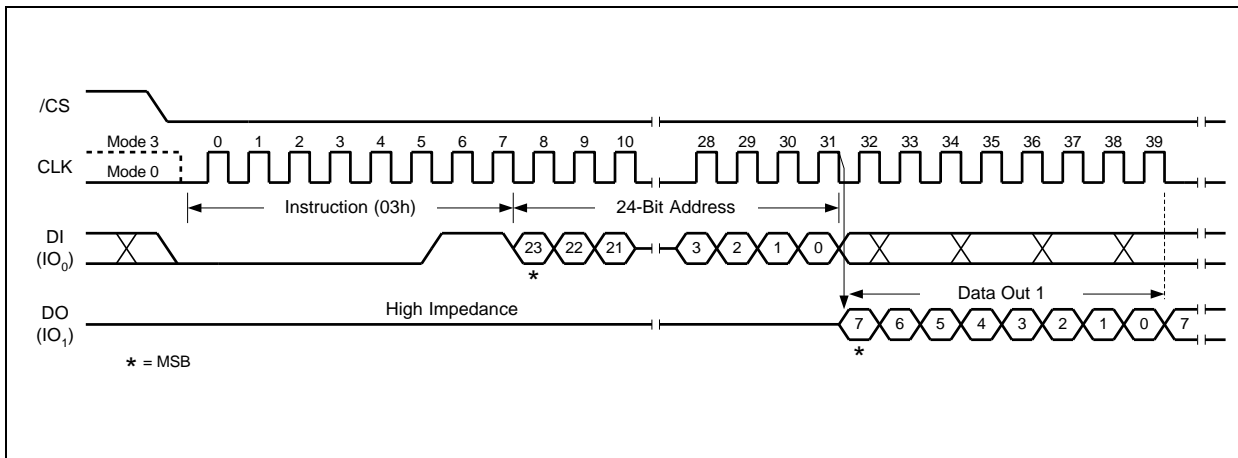 /CS
Mode 3 0 1 2 3 4 5 6 7 8 9 10 28 29 30 31 32 33 34 35 36 37 38 39
CLK
Mode 0
Instruction (03h) 24-Bit Address
DI
(IO0) 23 22 21 3 2 1 0
*
High Impedance Data Out 1
DO
(IO1) 7 6 5 4 3 2 1 0 7
*
* = MSB